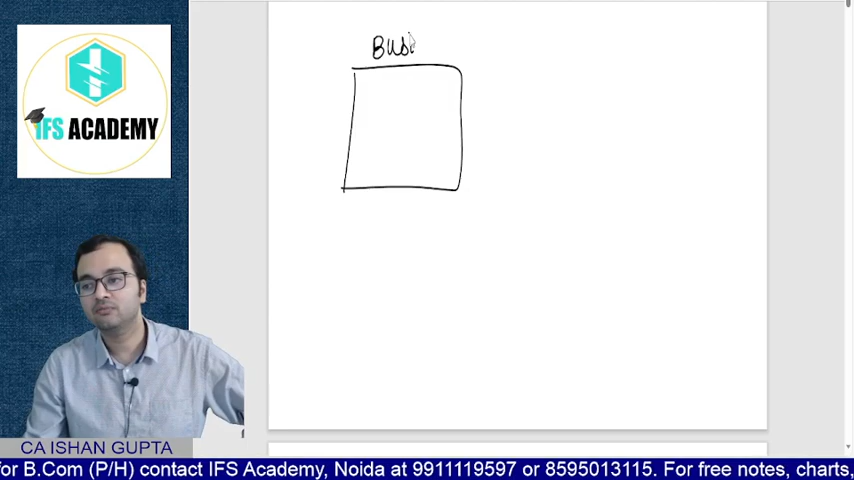 Busi
IFS ACADEMY
CA ISHAN GUPTA
for B.Com (P/H) contact IFS Academy, Noida at 9911119597 or 8595013115. For free notes, charts,